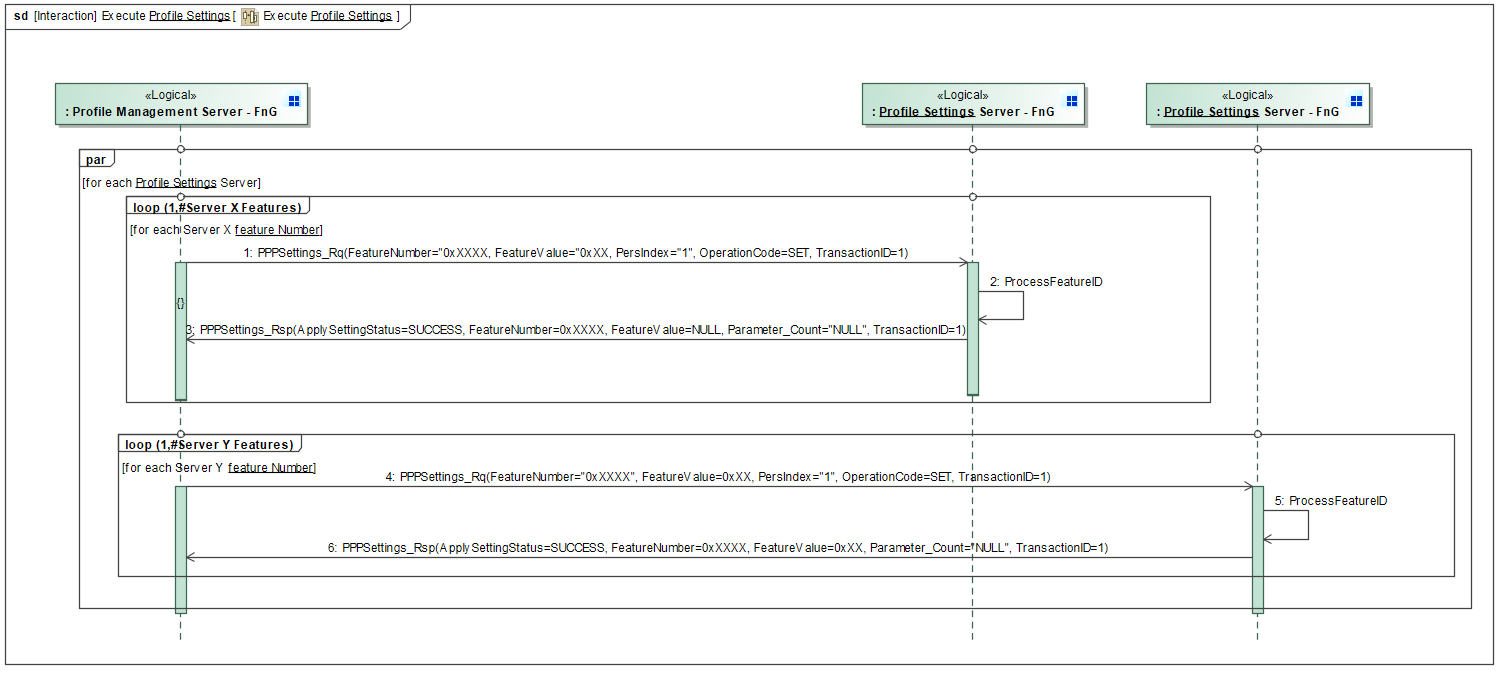 sd [Interaction] Execute Profile Settings [ Execute Profile Settings ]
«Logical»
: Profile Management Server - FnG
«Logical»
: Profile Settings Server - FnG
«Logical»
: Profile Settings Server - FnG
par
[for each Profile Settings Server]
loop (1,#Server X Features)
[for each Server X feature Number]
1: PPPSettings_Rq(FeatureNumber="0xXXXX, FeatureValue="0xXX, PersIndex="1", OperationCode=SET, TransactionID=1)
2: ProcessFeatureID
{}
3: PPPSettings_Rsp(ApplySettingStatus=SUCCESS, FeatureNumber=0xXXXX, FeatureValue=NULL, Parameter_Count="NULL", TransactionID=1)
loop (1,#Server Y Features)
[for each Server Y feature Number]
4: PPPSettings_Rq(FeatureNumber="0xXXXX", FeatureValue=0xXX, PersIndex="1", OperationCode=SET, TransactionID=1)
5: ProcessFeatureID
6: PPPSettings_Rsp(ApplySettingStatus=SUCCESS, FeatureNumber=0xXXXX, FeatureValue=0xXX, Parameter_Count="NULL", TransactionID=1)